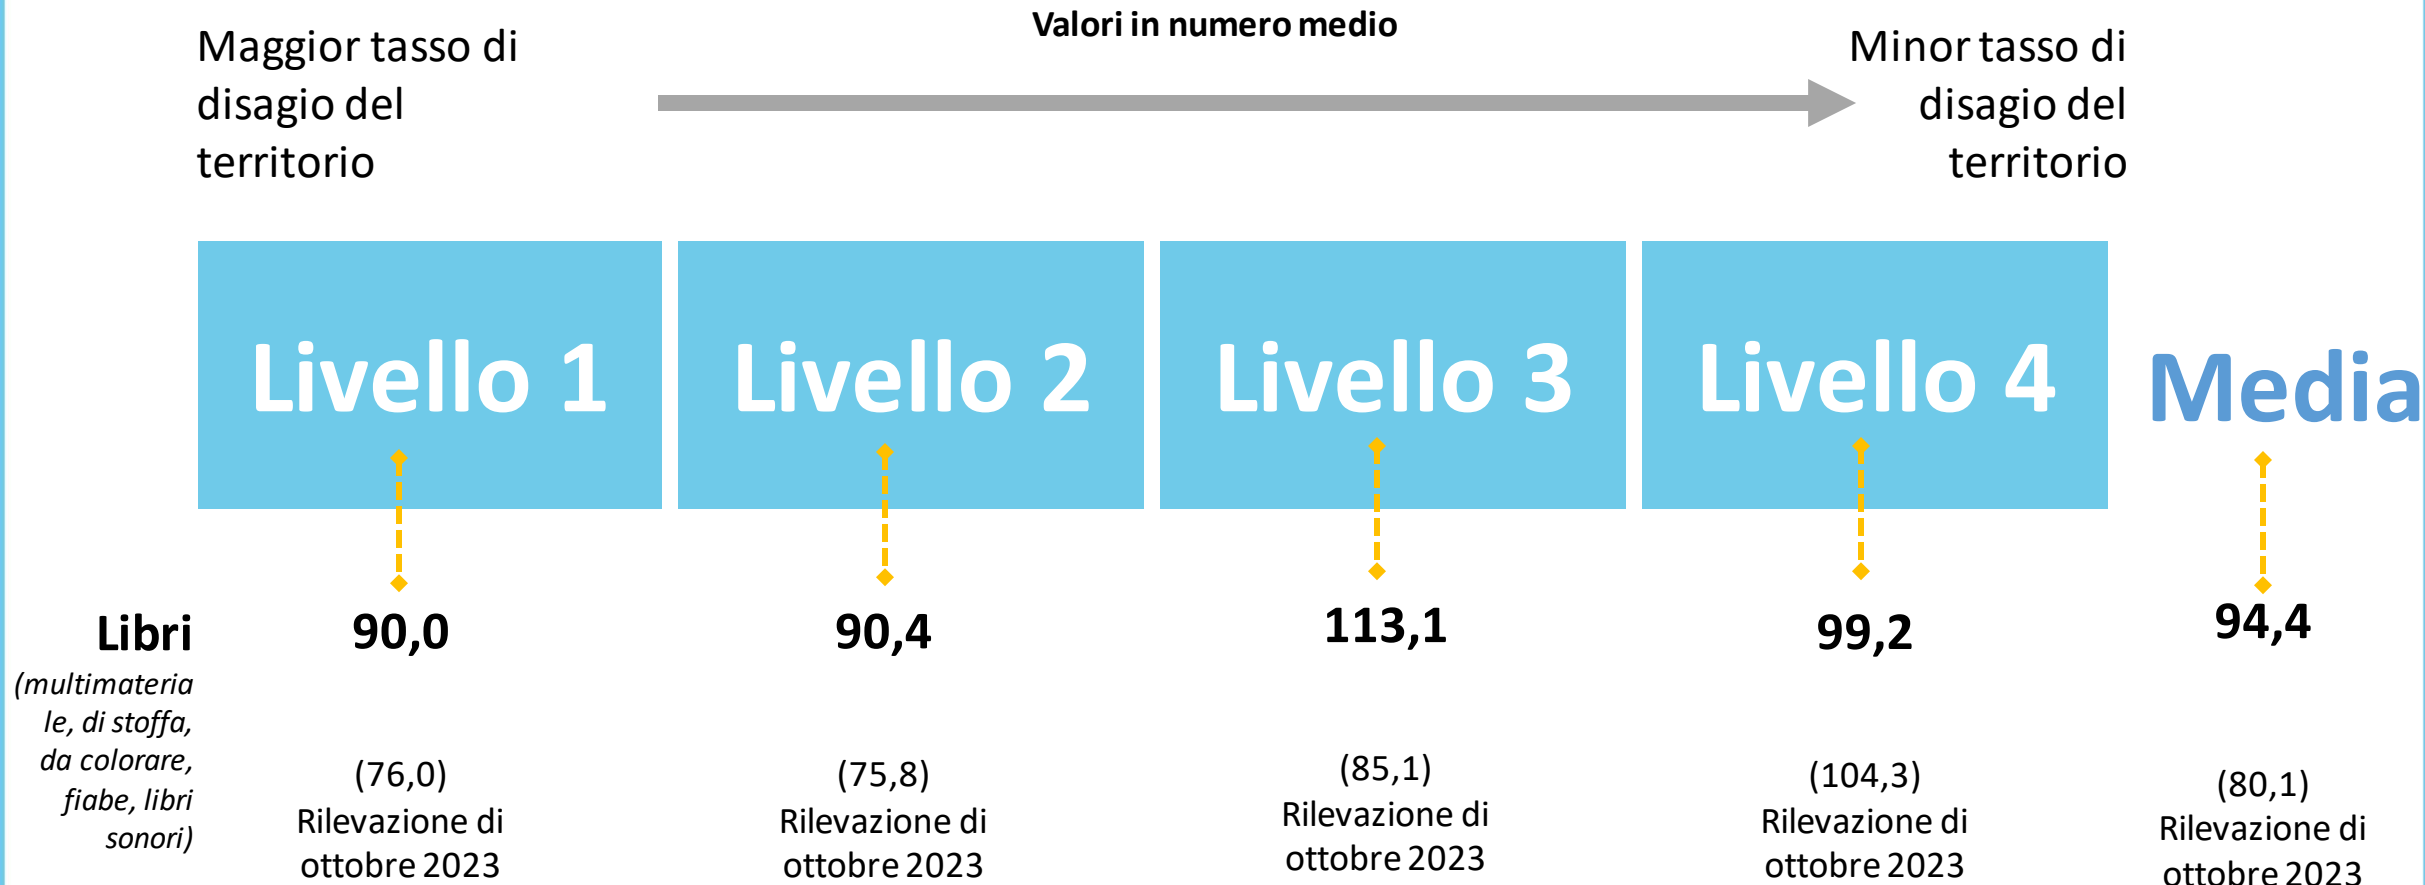 Valori in numero medio
Maggior tasso di
disagio del
territorio
Minor tasso di
disagio del
territorio
Livello 1
Livello 2
Livello 3
Livello 4
Media
Libri
(multimateria
le, di stoffa,
da colorare,
fiabe, libri
sonori)
90,0
90,4
113,1
99,2
94,4
(76,0)
Rilevazione di
ottobre 2023
(75,8)
Rilevazione di
ottobre 2023
(85,1)
Rilevazione di
ottobre 2023
(104,3)
Rilevazione di
ottobre 2023
(80,1)
Rilevazione di
ottobre 2023